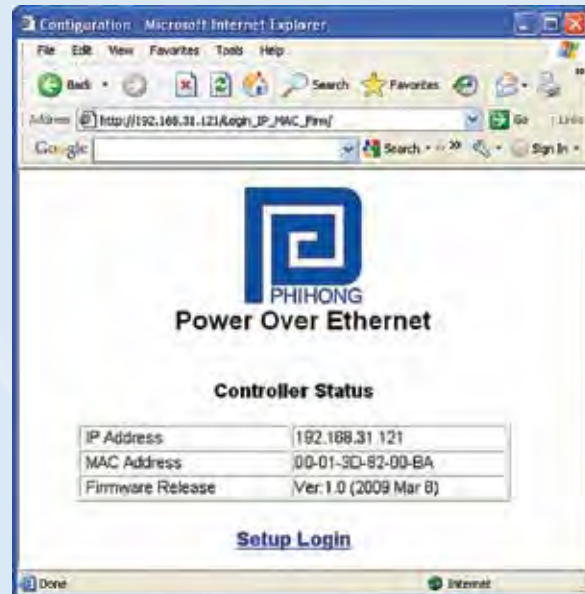 Configuration - Microsoft Internet Explorer
File Edit View Favorites Tools Help
Back Search Favorites
Address http://192.168.31.121/Login_IP_MAC_Firm/ Go Links
Google Search Sign In
PHIHONG
Power Over Ethernet
Controller Status
IP Address 192.168.31.121
MAC Address 00-01-3D-82-00-BA
Firmware Release Ver:1.0 (2009 Mar 8)
Setup Login
Done Internet